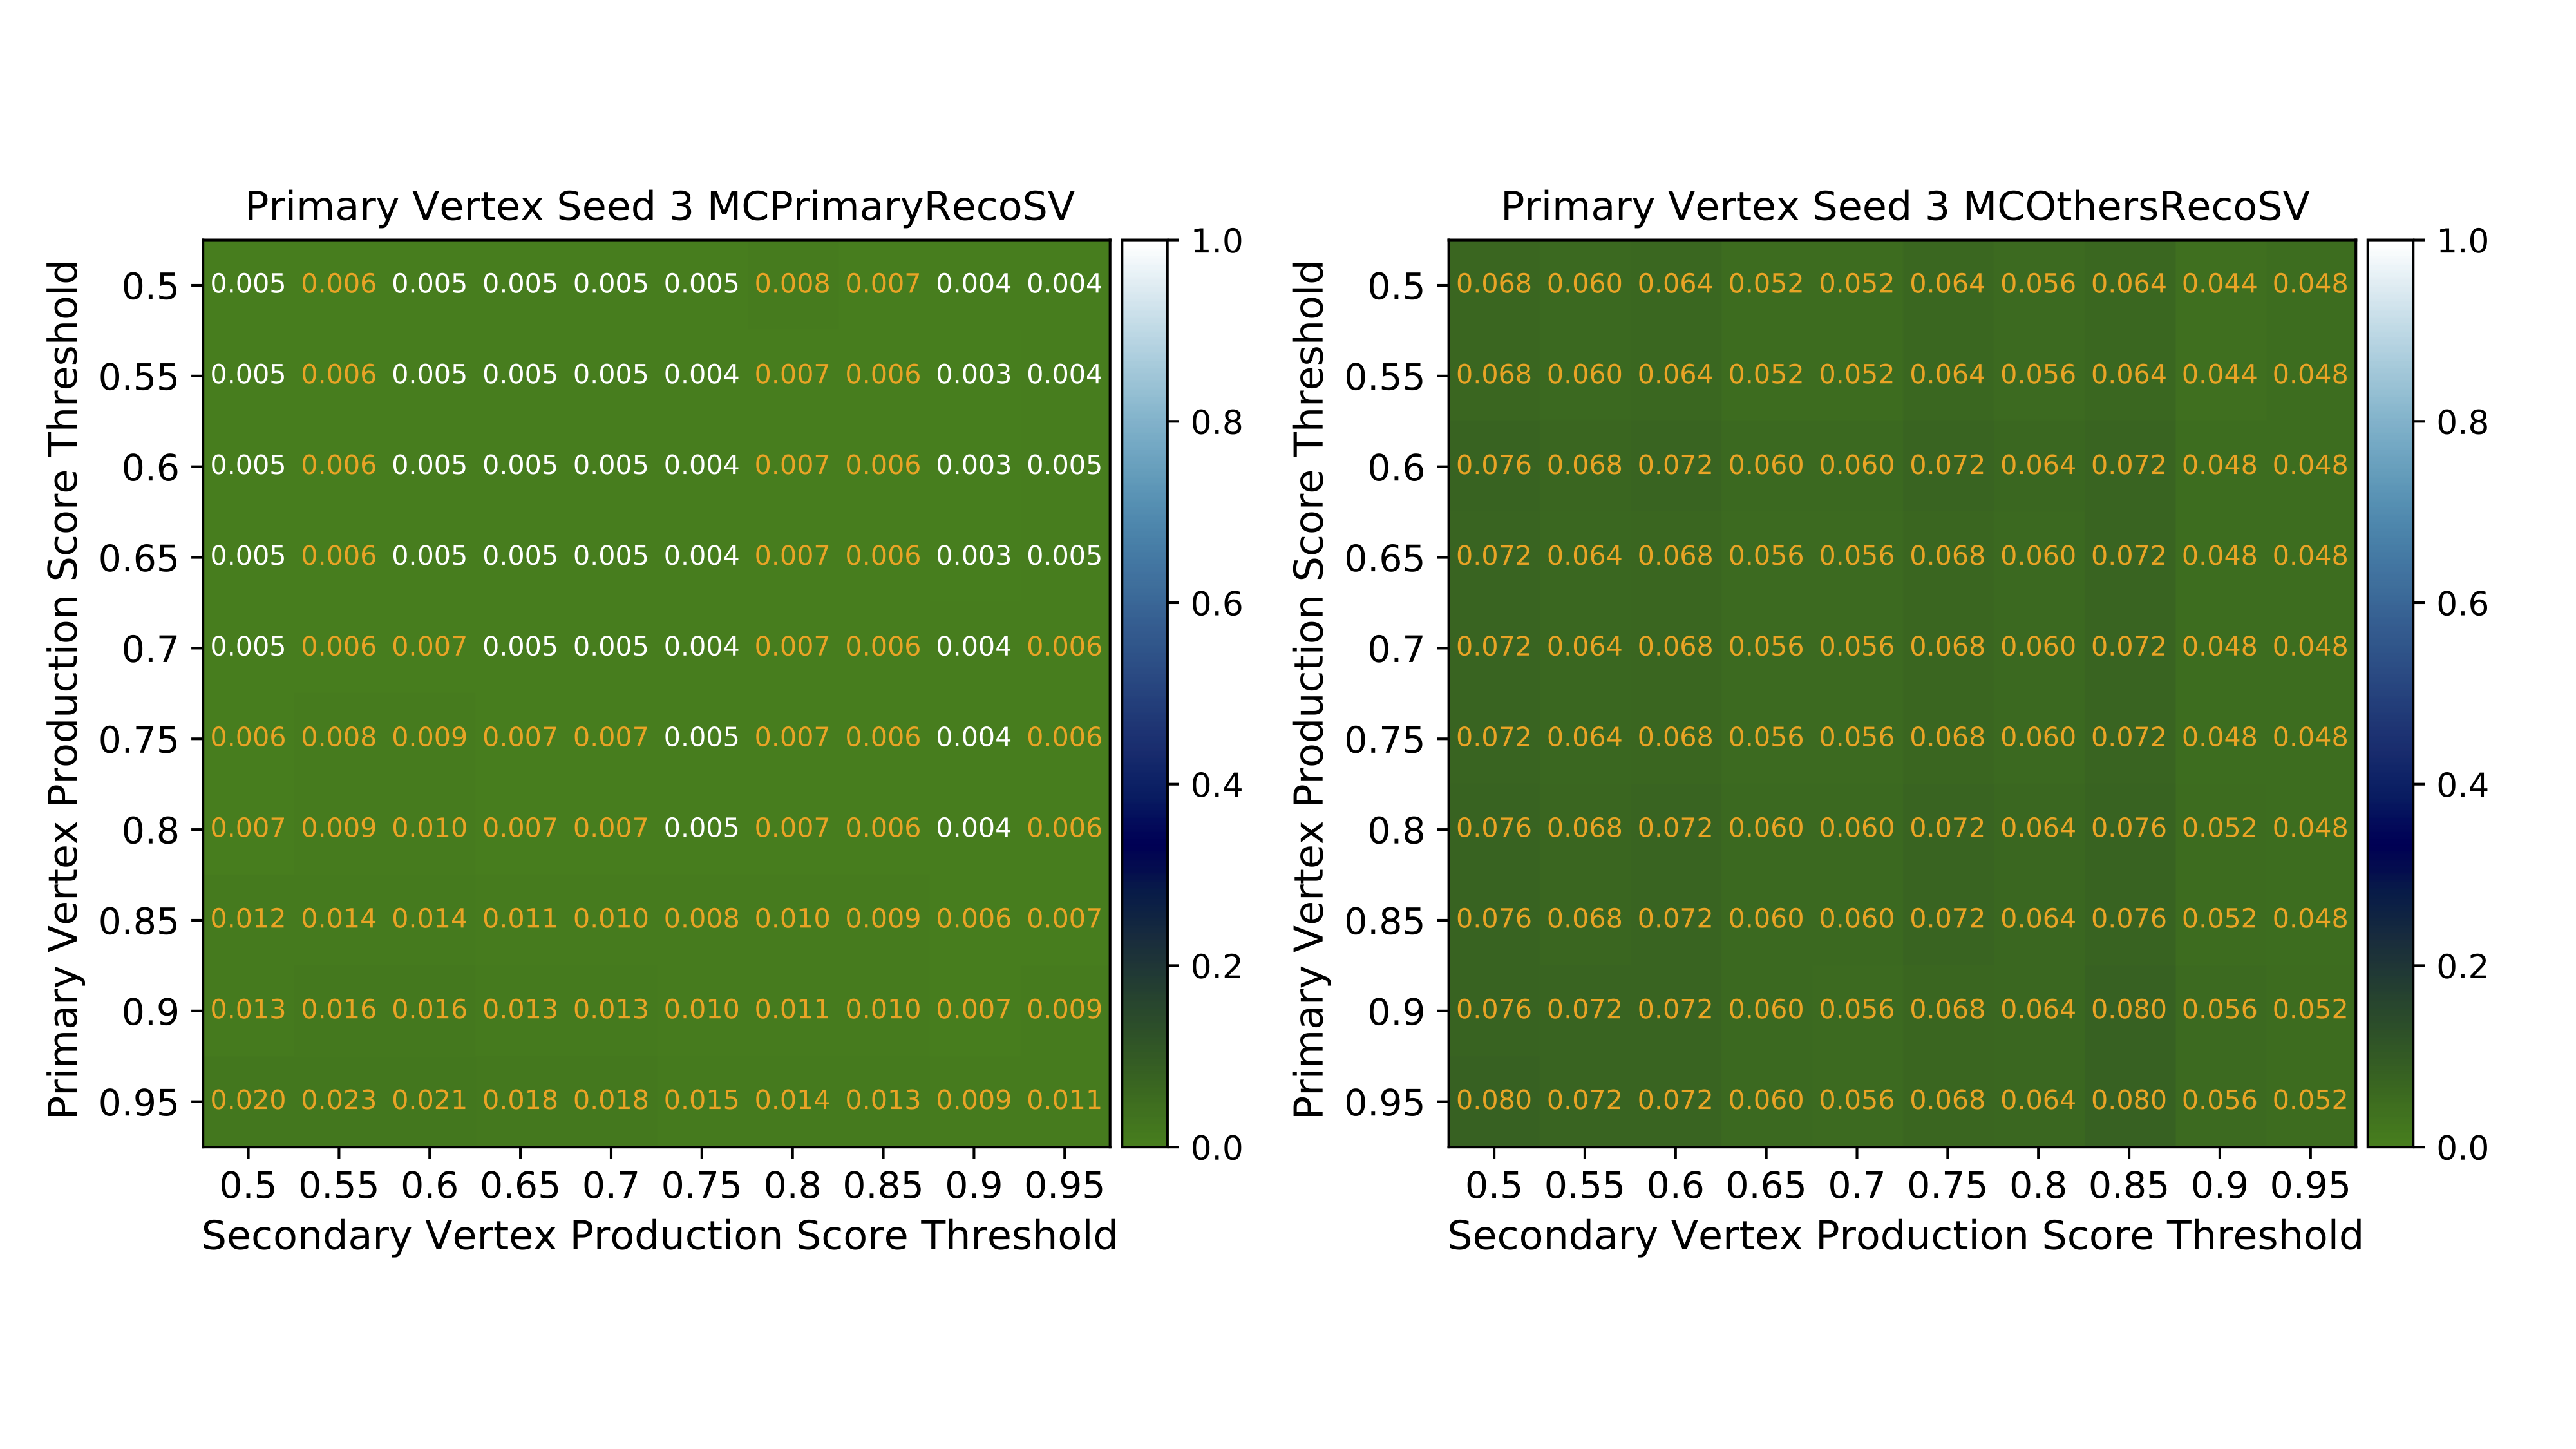 Primary Vertex Seed 3 MCPrimaryRecoSV
Primary Vertex Production Score Threshold
0.5 0.005 0.006 0.005 0.005 0.005 0.005 0.008 0.007 0.004 0.004
0.55 0.005 0.006 0.005 0.005 0.005 0.004 0.007 0.006 0.003 0.004
0.6 0.005 0.006 0.005 0.005 0.005 0.004 0.007 0.006 0.003 0.005
0.65 0.005 0.006 0.005 0.005 0.005 0.004 0.007 0.006 0.003 0.005
0.7 0.005 0.006 0.007 0.005 0.005 0.004 0.007 0.006 0.004 0.006
0.75 0.006 0.008 0.009 0.007 0.007 0.005 0.007 0.006 0.004 0.006
0.8 0.007 0.009 0.010 0.007 0.007 0.005 0.007 0.006 0.004 0.006
0.85 0.012 0.014 0.014 0.011 0.010 0.008 0.010 0.009 0.006 0.007
0.9 0.013 0.016 0.016 0.013 0.013 0.010 0.011 0.010 0.007 0.009
0.95 0.020 0.023 0.021 0.018 0.018 0.015 0.014 0.013 0.009 0.011
0.5 0.55 0.6 0.65 0.7 0.75 0.8 0.85 0.9 0.95
Secondary Vertex Production Score Threshold
1.0
0.8
0.6
0.4
0.2
0.0
Primary Vertex Seed 3 MCOthersRecoSV
Primary Vertex Production Score Threshold
0.5 0.068 0.060 0.064 0.052 0.052 0.064 0.056 0.064 0.044 0.048
0.55 0.068 0.060 0.064 0.052 0.052 0.064 0.056 0.064 0.044 0.048
0.6 0.076 0.068 0.072 0.060 0.060 0.072 0.064 0.072 0.048 0.048
0.65 0.072 0.064 0.068 0.056 0.056 0.068 0.060 0.072 0.048 0.048
0.7 0.072 0.064 0.068 0.056 0.056 0.068 0.060 0.072 0.048 0.048
0.75 0.072 0.064 0.068 0.056 0.056 0.068 0.060 0.072 0.048 0.048
0.8 0.076 0.068 0.072 0.060 0.060 0.072 0.064 0.076 0.052 0.048
0.85 0.076 0.068 0.072 0.060 0.060 0.072 0.064 0.076 0.052 0.048
0.9 0.076 0.072 0.072 0.060 0.056 0.068 0.064 0.080 0.056 0.052
0.95 0.080 0.072 0.072 0.060 0.056 0.068 0.064 0.080 0.056 0.052
0.5 0.55 0.6 0.65 0.7 0.75 0.8 0.85 0.9 0.95
Secondary Vertex Production Score Threshold
1.0
0.8
0.6
0.4
0.2
0.0